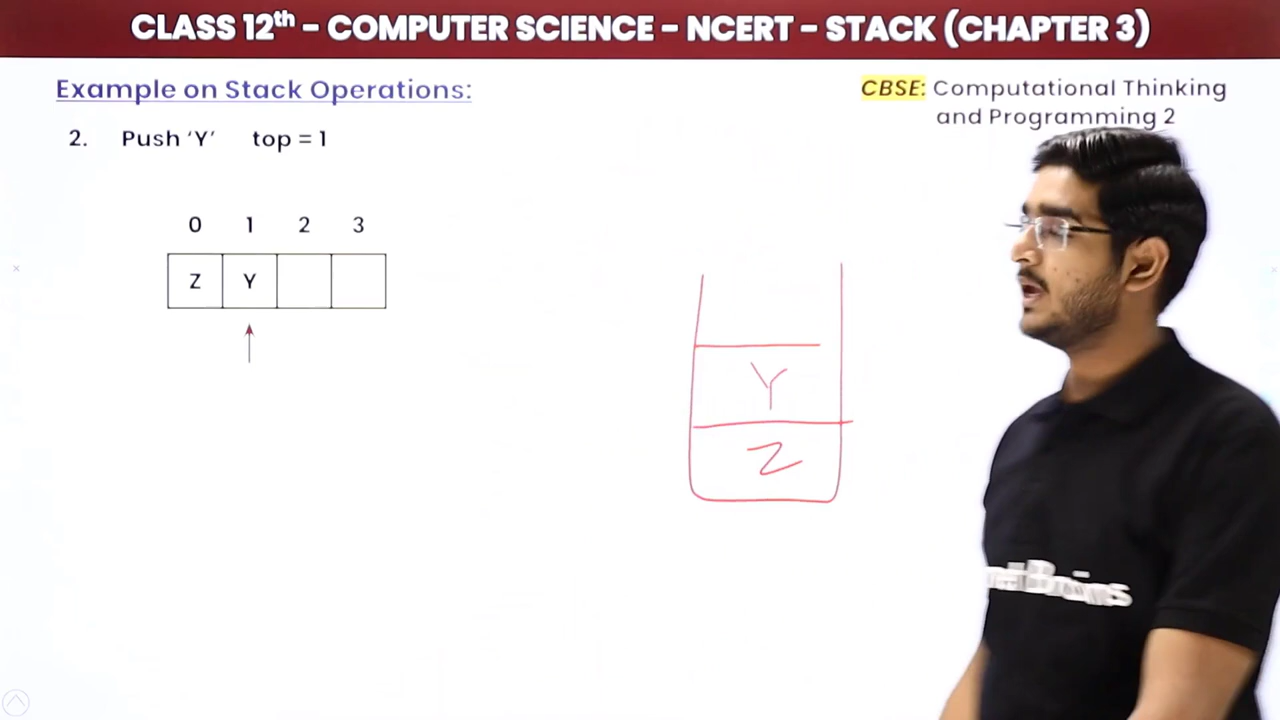 CLASS 12th – COMPUTER SCIENCE – NCERT – STACK (CHAPTER 3)
Example on Stack Operations:
CBSE: Computational Thinking
and Programming 2
2. Push ‘Y’ top = 1
0 1 2 3
Z Y
Y
Z